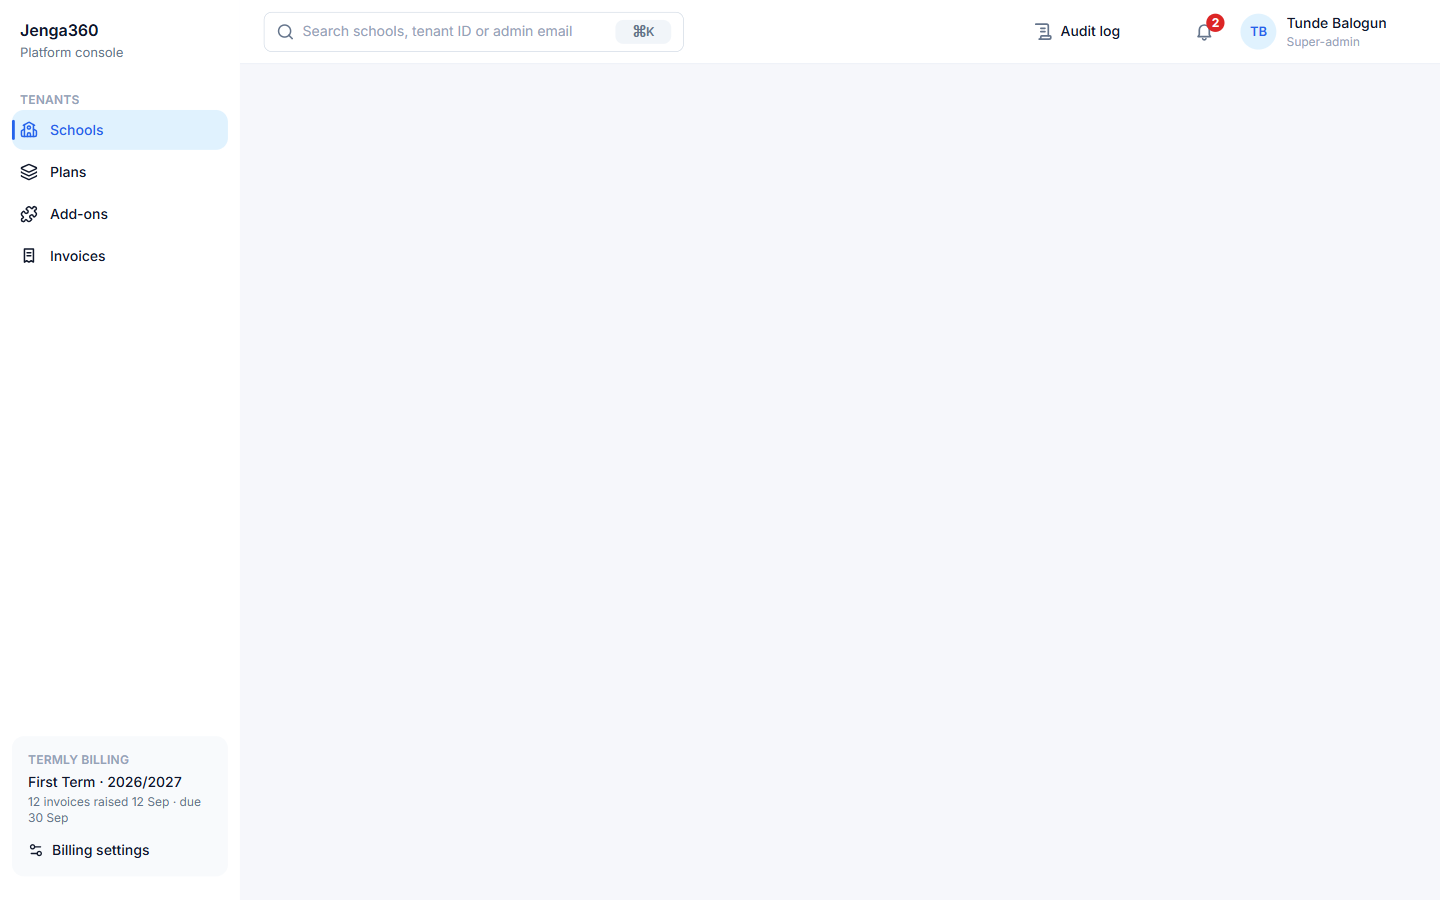 Jenga360
Platform console
Search schools, tenant ID or admin email
⌘K
Audit log
2
TB
Tunde Balogun
Super-admin
TENANTS
Schools
Plans
Add-ons
Invoices
TERMLY BILLING
First Term · 2026/2027
12 invoices raised 12 Sep · due
30 Sep
Billing settings